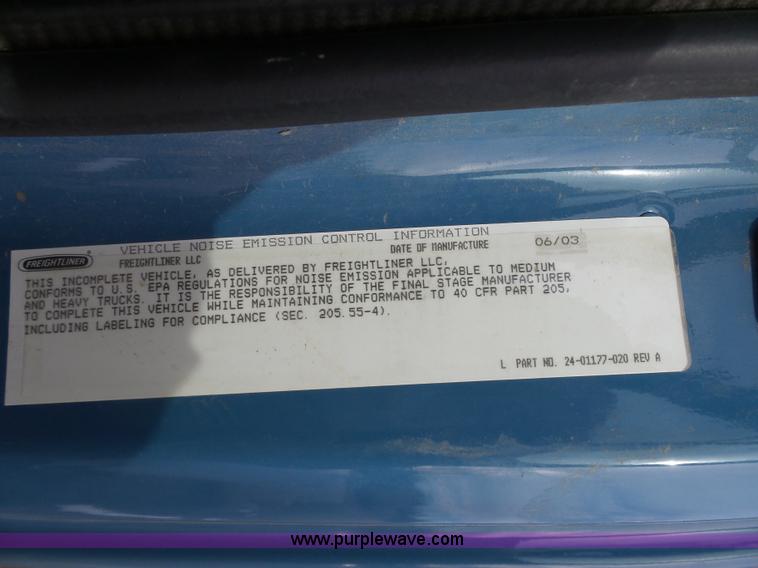 VEHICLE NOISE EMISSION CONTROL INFORMATION
FREIGHTLINER FREIGHTLINER LLC DATE OF MANUFACTURE 06/03
THIS INCOMPLETE VEHICLE, AS DELIVERED BY FREIGHTLINER LLC,
CONFORMS TO U.S. EPA REGULATIONS FOR NOISE EMISSION APPLICABLE TO MEDIUM
AND HEAVY TRUCKS. IT IS THE RESPONSIBILITY OF THE FINAL STAGE MANUFACTURER
TO COMPLETE THIS VEHICLE WHILE MAINTAINING CONFORMANCE TO 40 CFR PART 205,
INCLUDING LABELING FOR COMPLIANCE (SEC. 205.55-4).
L PART NO. 24-01177-020 REV A
www.purplewave.com